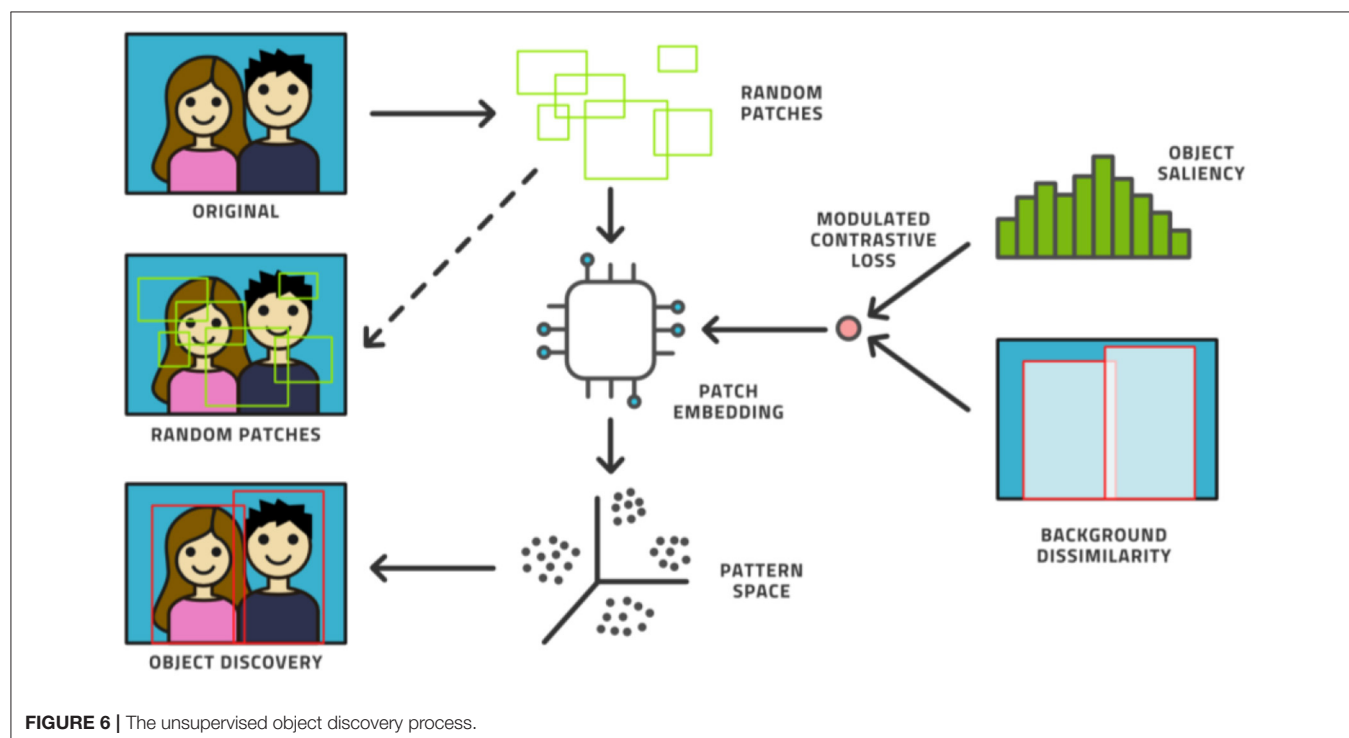 ORIGINAL
RANDOM
PATCHES
OBJECT
SALIENCY
MODULATED
CONTRASTIVE
LOSS
RANDOM PATCHES
PATCH
EMBEDDING
BACKGROUND
DISSIMILARITY
PATTERN
SPACE
OBJECT DISCOVERY
FIGURE 6 | The unsupervised object discovery process.